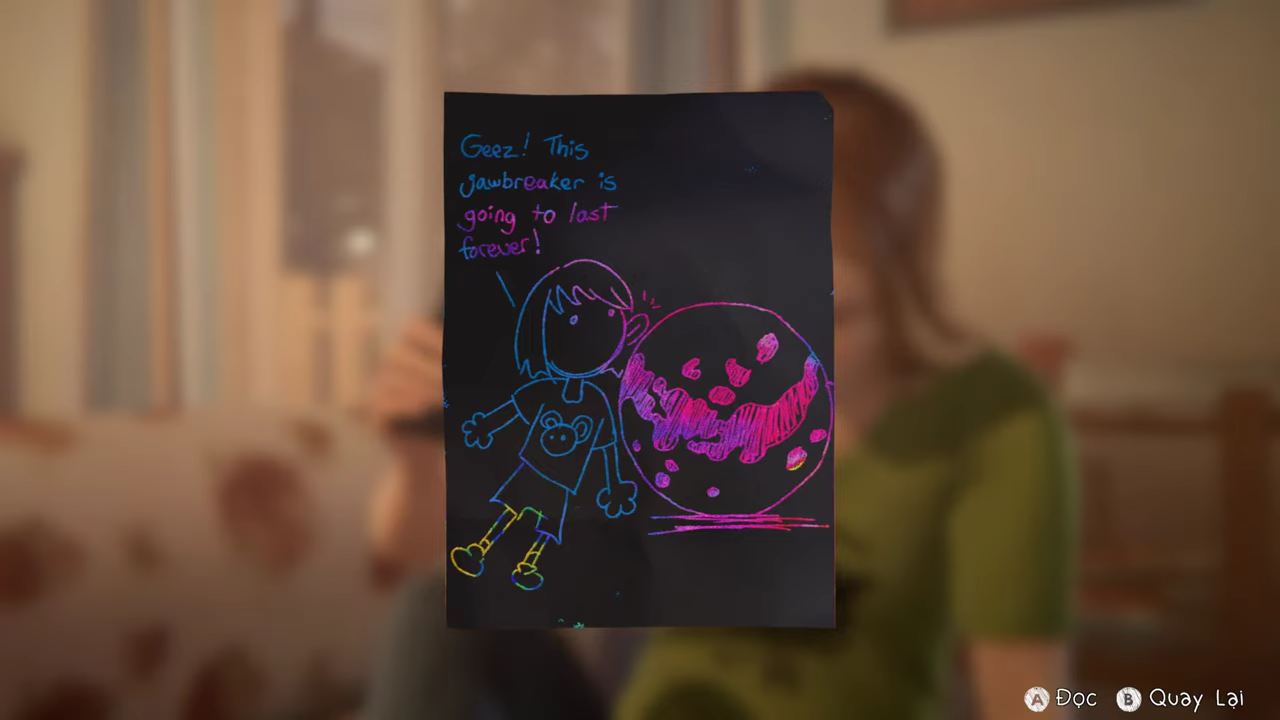 Geez! This
jawbreaker is
going to last
forever!
A Đọc B Quay Lại